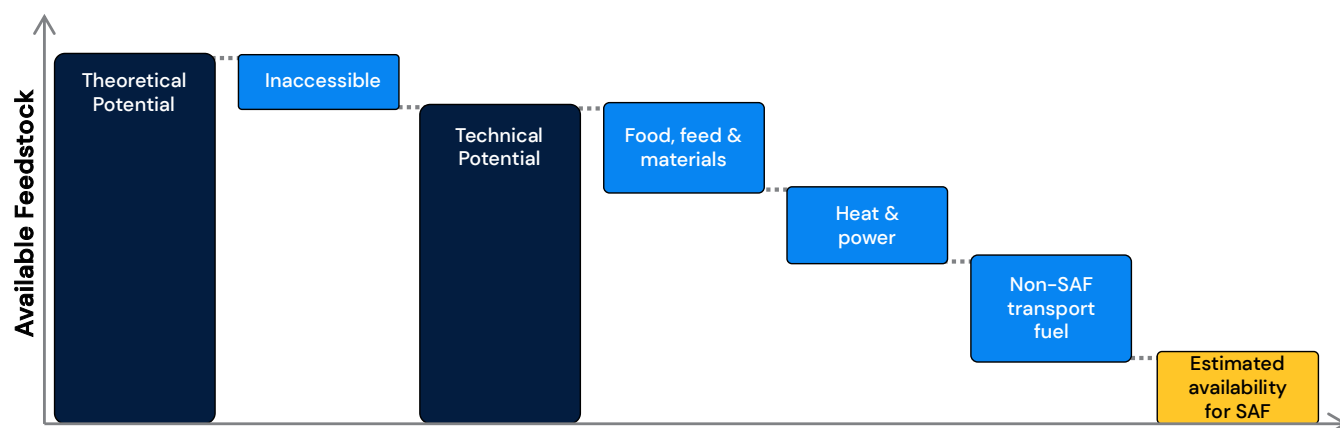 Available Feedstock
Theoretical
Potential
Inaccessible
Technical
Potential
Food, feed &
materials
Heat &
power
Non-SAF
transport
fuel
Estimated
availability
for SAF